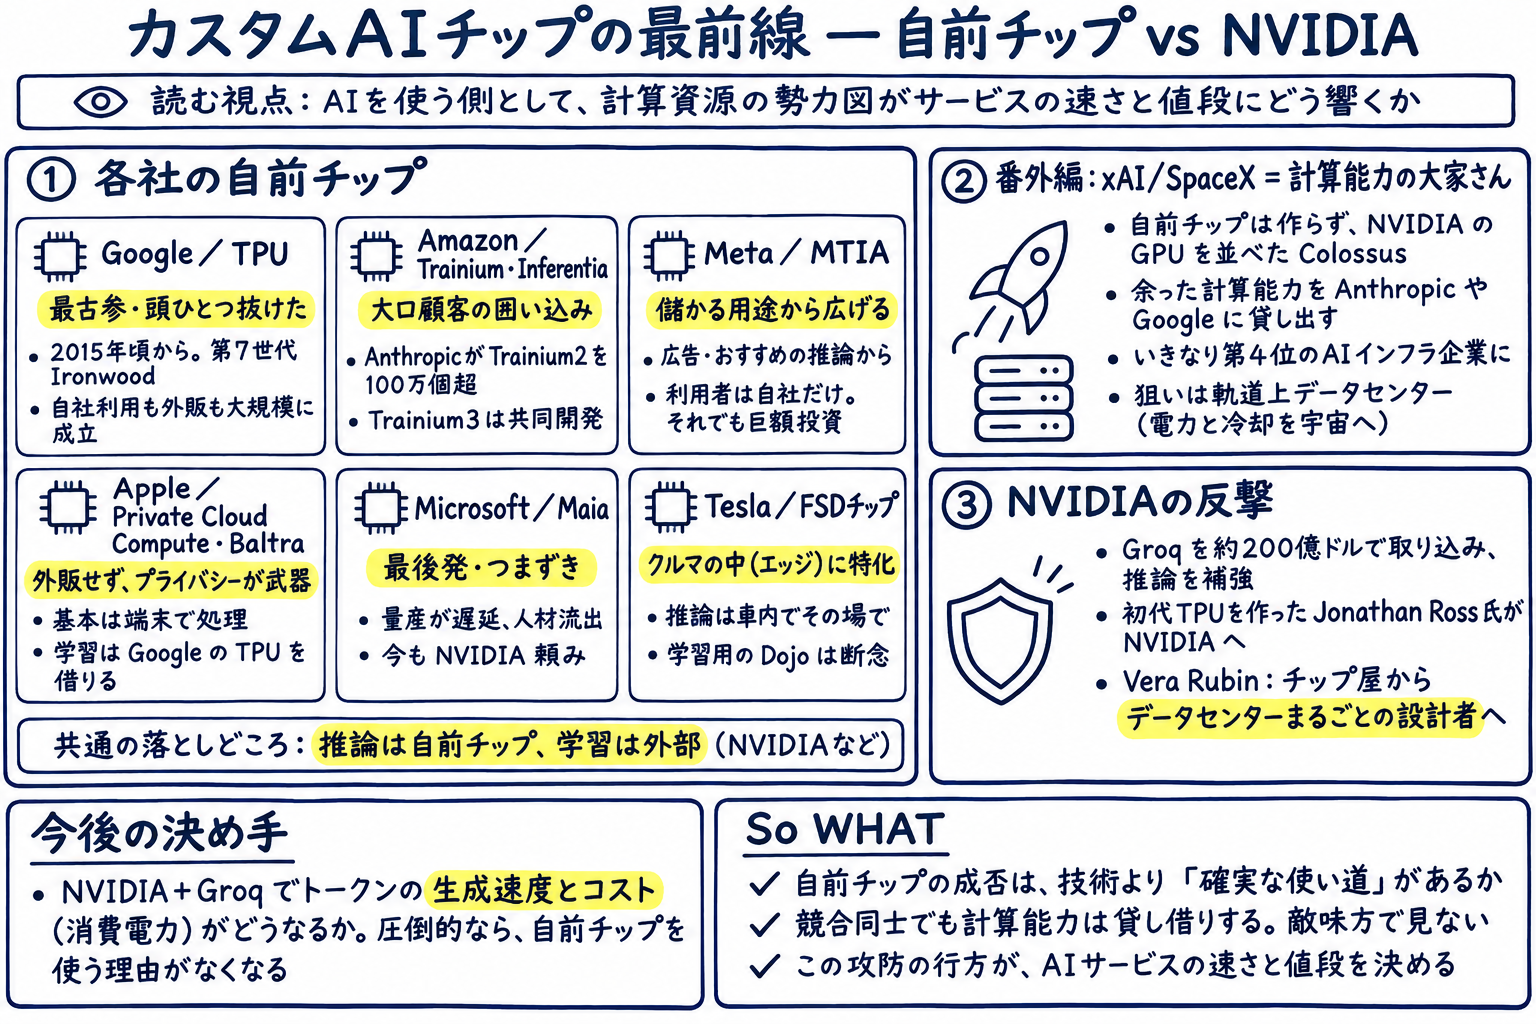 カスタムAIチップの最前線 — 自前チップ vs NVIDIA
読む視点：AIを使う側として、計算資源の勢力図がサービスの速さと値段にどう響くか
① 各社の自前チップ
Google／TPU
最古参・頭ひとつ抜けた
• 2015年頃から。第7世代
Ironwood
• 自社利用も外販も大規模に
成立
Amazon／
Trainium・Inferentia
大口顧客の囲い込み
• AnthropicがTrainium2を
100万個超
• Trainium3は共同開発
Meta／MTIA
儲かる用途から広げる
• 広告・おすすめの推論から
• 利用者は自社だけ。
それでも巨額投資
Apple／
Private Cloud
Compute・Baltra
外販せず、プライバシーが武器
• 基本は端末で処理
• 学習は Google の TPU を
借りる
Microsoft／Maia
最後発・つまずき
• 量産が遅延、人材流出
• 今も NVIDIA 頼み
Tesla／FSDチップ
クルマの中（エッジ）に特化
• 推論は車内でその場で
• 学習用の Dojo は断念
共通の落としどころ：推論は自前チップ、学習は外部（NVIDIAなど）
② 番外編：xAI/SpaceX = 計算能力の大家さん
• 自前チップは作らず、NVIDIA の
GPU を並べた Colossus
• 余った計算能力を Anthropic や
Google に貸し出す
• いきなり第4位のAIインフラ企業に
• 狙いは軌道上データセンター
（電力と冷却を宇宙へ）
③ NVIDIAの反撃
• Groq を約200億ドルで取り込み、
推論を補強
• 初代TPUを作った Jonathan Ross氏が
NVIDIA へ
• Vera Rubin：チップ屋から
データセンターまるごとの設計者へ
今後の決め手
• NVIDIA＋Groq でトークンの生成速度とコスト
（消費電力）がどうなるか。圧倒的なら、自前チップを
使う理由がなくなる
So WHAT
✓ 自前チップの成否は、技術より「確実な使い道」があるか
✓ 競合同士でも計算能力は貸し借りする。敵味方で見ない
✓ この攻防の行方が、AIサービスの速さと値段を決める